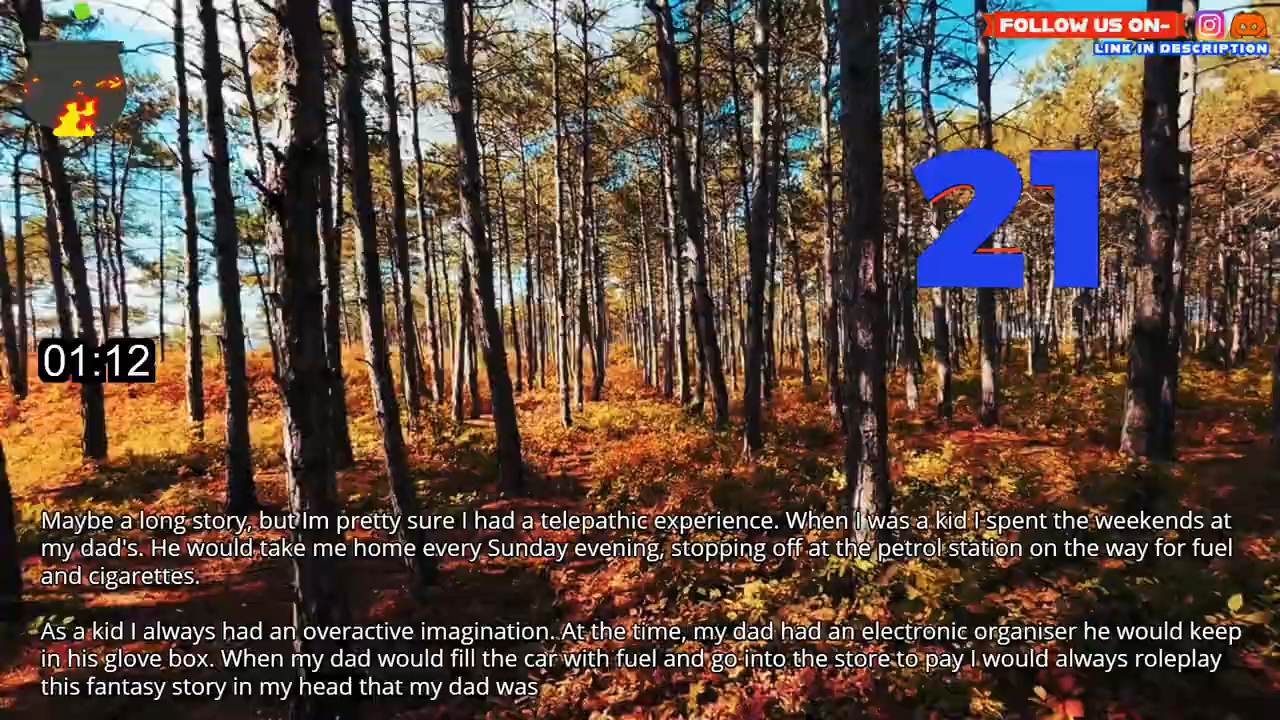 FOLLOW US ON-
LINK IN DESCRIPTION
21
01:12
Maybe a long story, but Im pretty sure I had a telepathic experience. When I was a kid I spent the weekends at
my dad's. He would take me home every Sunday evening, stopping off at the petrol station on the way for fuel
and cigarettes.
As a kid I always had an overactive imagination. At the time, my dad had an electronic organiser he would keep
in his glove box. When my dad would fill the car with fuel and go into the store to pay I would always roleplay
this fantasy story in my head that my dad was